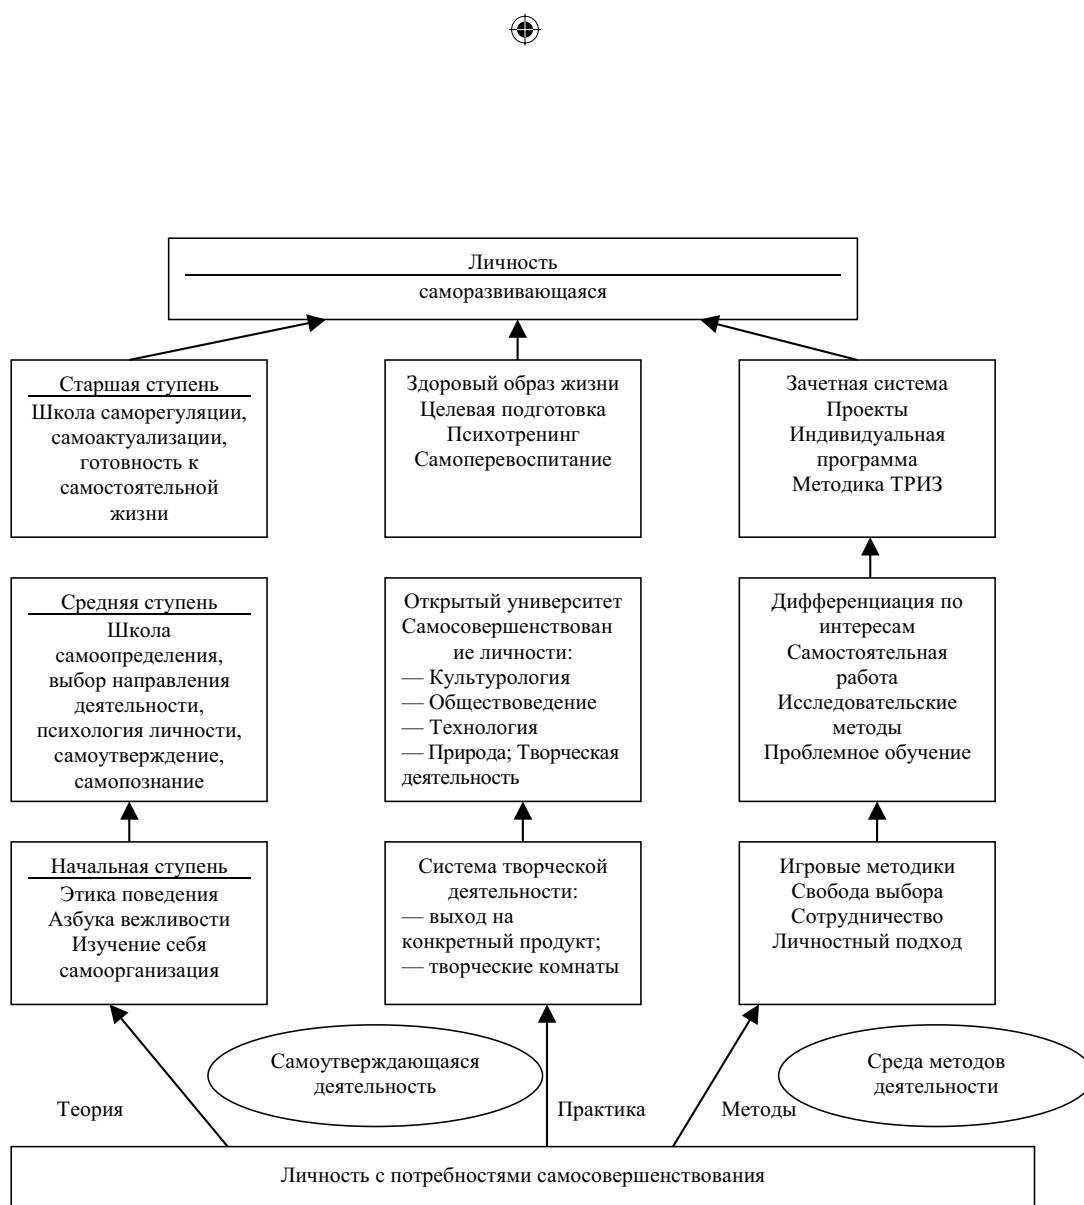 Личность
саморазвивающаяся
Старшая ступень
Школа саморегуляции,
самоактуализации,
готовность к
самостоятельной
жизни
Здоровый образ жизни
Целевая подготовка
Психотренинг
Самоперевоспитание
Зачетная система
Проекты
Индивидуальная
программа
Методика ТРИЗ
Средняя ступень
Школа
самоопределения,
выбор направления
деятельности,
психология личности,
самоутверждение,
самопознание
Открытый университет
Самосовершенствован
ие личности:
— Культурология
— Обществоведение
— Технология
— Природа; Творческая
деятельность
Дифференциация по
интересам
Самостоятельная
работа
Исследовательские
методы
Проблемное обучение
Начальная ступень
Этика поведения
Азбука вежливости
Изучение себя
самоорганизация
Система творческой
деятельности:
— выход на
конкретный продукт;
— творческие комнаты
Игровые методики
Свобода выбора
Сотрудничество
Личностный подход
Самоутверждающаяся
деятельность
Среда методов
деятельности
Теория
Практика
Методы
Личность с потребностями самосовершенствования